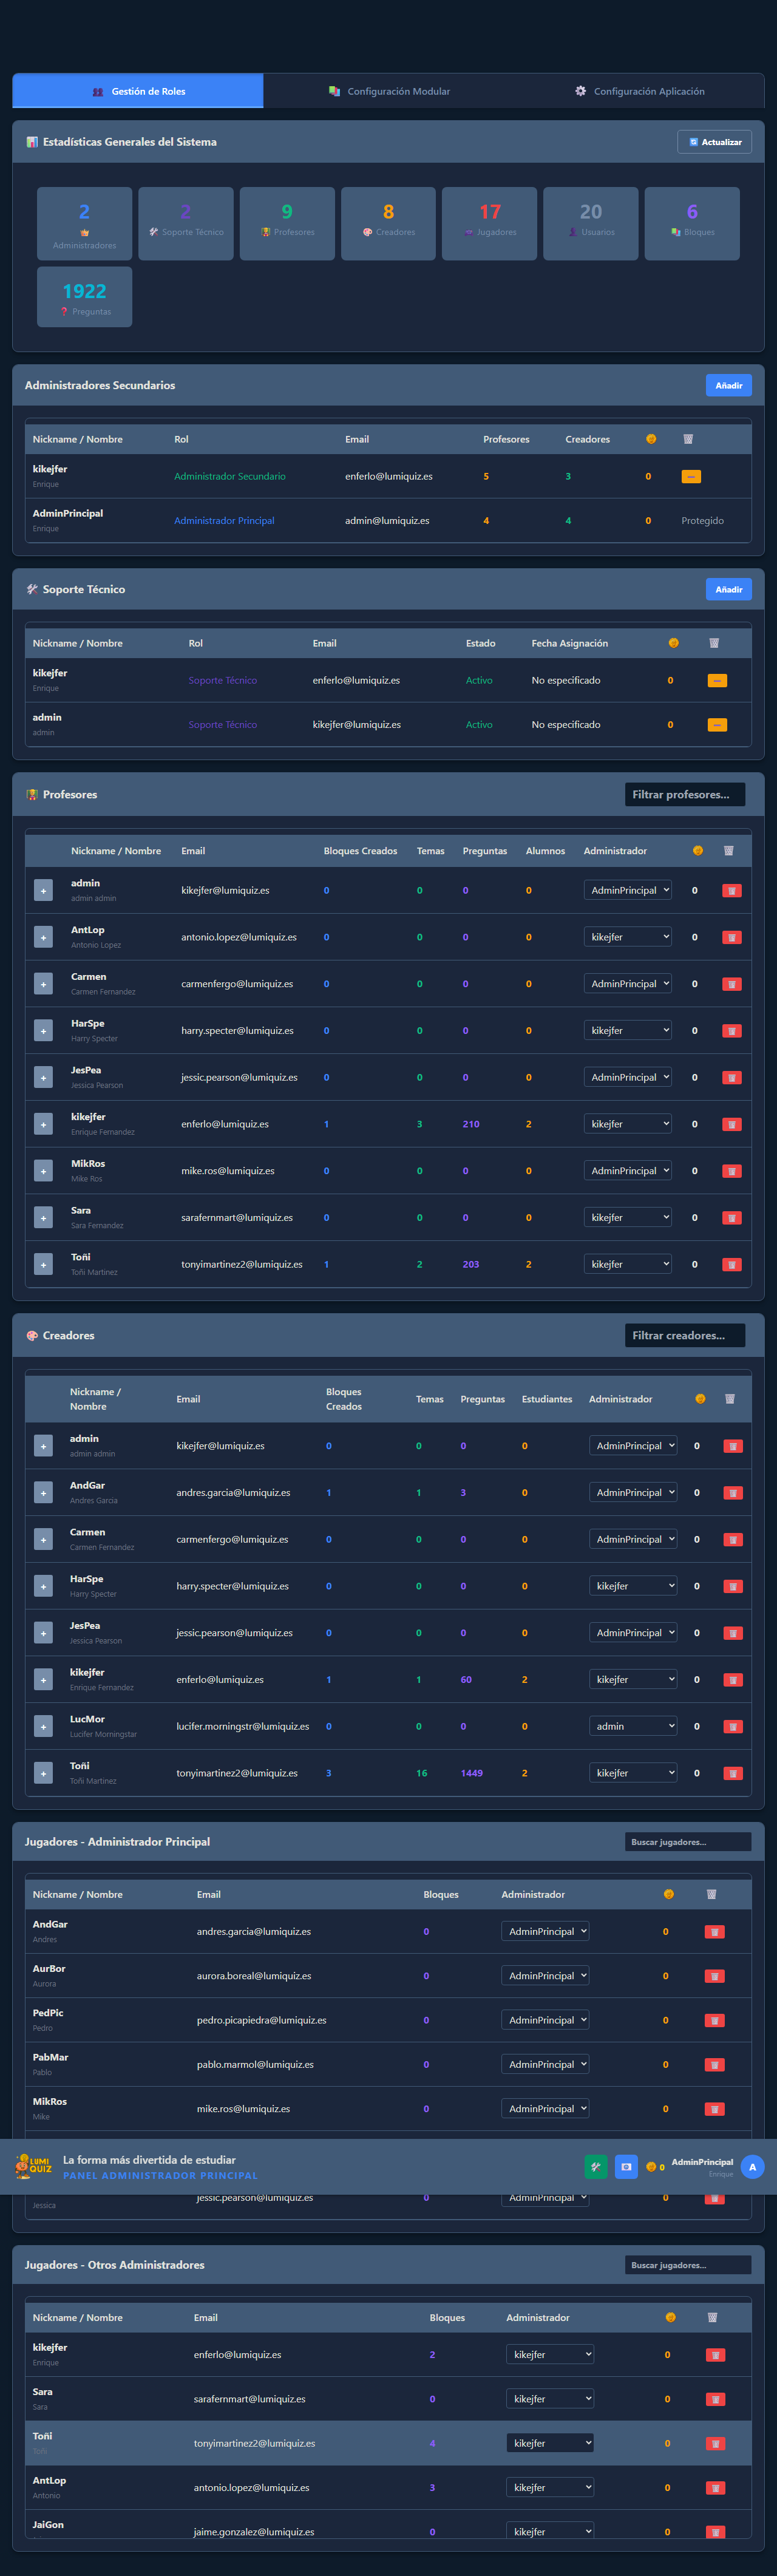 Gestión de Roles
Configuración Modular
Configuración Aplicación
Estadísticas Generales del Sistema
Actualizar
2 2 9 8 17 20 6
Administradores Soporte Técnico Profesores Creadores Jugadores Usuarios Bloques
1922
Preguntas
Administradores Secundarios
Añadir
Nickname / Nombre Rol Email Profesores Creadores
kikejfer Administrador Secundario enferlo@lumiquiz.es 5 3 0
Enrique
AdminPrincipal Administrador Principal admin@lumiquiz.es 4 4 0 Protegido
Enrique
Soporte Técnico
Añadir
Nickname / Nombre Rol Email Estado Fecha Asignación
kikejfer Soporte Técnico enferlo@lumiquiz.es Activo No especificado 0
Enrique
admin Soporte Técnico kikejfer@lumiquiz.es Activo No especificado 0
admin
Profesores
Filtrar profesores...
Nickname / Nombre Email Bloques Creados Temas Preguntas Alumnos Administrador
+ admin kikejfer@lumiquiz.es 0 0 0 0 AdminPrincipal 0
admin admin
+ AntLop antonio.lopez@lumiquiz.es 0 0 0 0 kikejfer 0
Antonio Lopez
+ Carmen carmenfergo@lumiquiz.es 0 0 0 0 AdminPrincipal 0
Carmen Fernandez
+ HarSpe harry.specter@lumiquiz.es 0 0 0 0 kikejfer 0
Harry Specter
+ JesPea jessic.pearson@lumiquiz.es 0 0 0 0 AdminPrincipal 0
Jessica Pearson
+ kikejfer enferlo@lumiquiz.es 1 3 210 2 kikejfer 0
Enrique Fernandez
+ MikRos mike.ros@lumiquiz.es 0 0 0 0 AdminPrincipal 0
Mike Ros
+ Sara sarafernmart@lumiquiz.es 0 0 0 0 kikejfer 0
Sara Fernandez
+ Toñi tonyimartinez2@lumiquiz.es 1 2 203 2 kikejfer 0
Toñi Martinez
Creadores
Filtrar creadores...
Nickname / Nombre Email Bloques Creados Temas Preguntas Estudiantes Administrador
+ admin kikejfer@lumiquiz.es 0 0 0 0 AdminPrincipal 0
admin admin
+ AndGar andres.garcia@lumiquiz.es 1 1 3 0 AdminPrincipal 0
Andres Garcia
+ Carmen carmenfergo@lumiquiz.es 0 0 0 0 AdminPrincipal 0
Carmen Fernandez
+ HarSpe harry.specter@lumiquiz.es 0 0 0 0 kikejfer 0
Harry Specter
+ JesPea jessic.pearson@lumiquiz.es 0 0 0 0 AdminPrincipal 0
Jessica Pearson
+ kikejfer enferlo@lumiquiz.es 1 1 60 2 kikejfer 0
Enrique Fernandez
+ LucMor lucifer.morningstr@lumiquiz.es 0 0 0 0 admin 0
Lucifer Morningstar
+ Toñi tonyimartinez2@lumiquiz.es 3 16 1449 2 kikejfer 0
Toñi Martinez
Jugadores - Administrador Principal
Buscar jugadores...
Nickname / Nombre Email Bloques Administrador
AndGar andres.garcia@lumiquiz.es 0 AdminPrincipal 0
Andres
AurBor aurora.boreal@lumiquiz.es 0 AdminPrincipal 0
Aurora
PedPic pedro.picapiedra@lumiquiz.es 0 AdminPrincipal 0
Pedro
PabMar pablo.marmol@lumiquiz.es 0 AdminPrincipal 0
Pablo
MikRos mike.ros@lumiquiz.es 0 AdminPrincipal 0
Mike
LUMI QUIZ
La forma más divertida de estudiar
PANEL ADMINISTRADOR PRINCIPAL
0 AdminPrincipal A
Enrique
jessic.pearson@lumiquiz.es 0 AdminPrincipal 0
Jessica
Jugadores - Otros Administradores
Buscar jugadores...
Nickname / Nombre Email Bloques Administrador
kikejfer enferlo@lumiquiz.es 2 kikejfer 0
Enrique
Sara sarafernmart@lumiquiz.es 0 kikejfer 0
Sara
Toñi tonyimartinez2@lumiquiz.es 4 kikejfer 0
Toñi
AntLop antonio.lopez@lumiquiz.es 3 kikejfer 0
Antonio
JaiGon jaime.gonzalez@lumiquiz.es 0 kikejfer 0